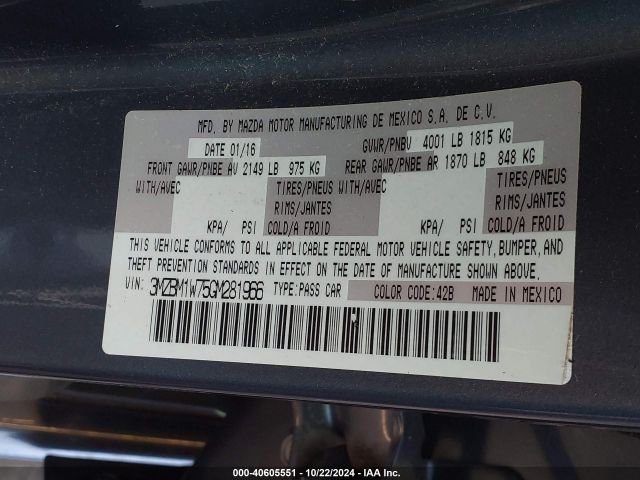 MFD. BY MAZDA MOTOR MANUFACTURING DE MEXICO S.A. DE C.V.
DATE 01/16 GVWR/PNBV 4001 LB 1815 KG
FRONT GAWR/PNBE AV 2149 LB 975 KG REAR GAWR/PNBE AR 1870 LB 848 KG
WITH/AVEC TIRES/PNEUS WITH/AVEC TIRES/PNEUS
RIMS/JANTES RIMS/JANTES
KPA/ PSI COLD/A FROID KPA/ PSI COLD/A FROID
THIS VEHICLE CONFORMS TO ALL APPLICABLE FEDERAL MOTOR VEHICLE SAFETY, BUMPER, AND
THEFT PREVENTION STANDARDS IN EFFECT ON THE DATE OF MANUFACTURE SHOWN ABOVE.
VIN: 3MZBM1W75GM281966 TYPE:PASS CAR COLOR CODE:42B MADE IN MEXICO
000-40605551 | 10/22/2024 | IAA Inc.